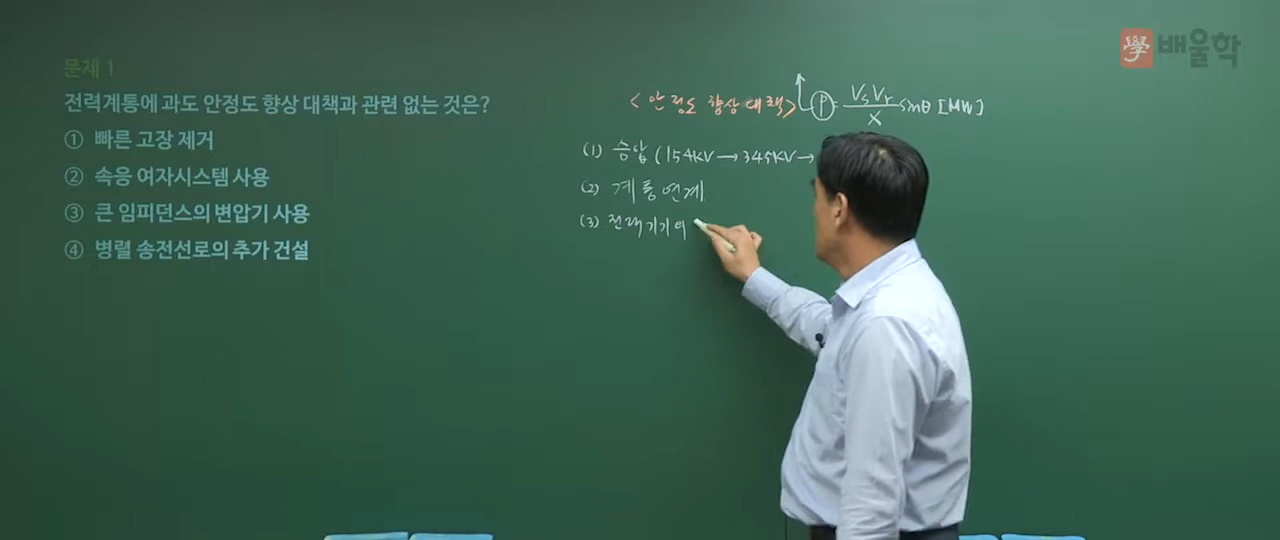 學 배울학
문제 1
전력계통에 과도 안정도 향상 대책과 관련 없는 것은?
① 빠른 고장 제거
② 속응 여자시스템 사용
③ 큰 임피던스의 변압기 사용
④ 병렬 송전선로의 추가 건설
<안정도 향상 대책> P = VsVr/X sinθ [MW]
(1) 승압 (154kV → 345kV →
(2) 계통연계
(3) 전력기기의